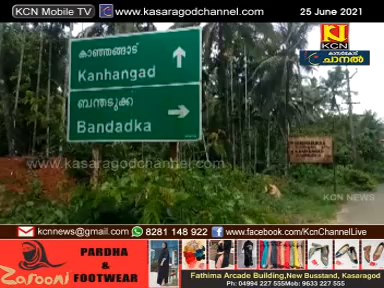 KCN Mobile TV www.kasaragodchannel.com 25 June 2021
KCN
കാസർകോട്
ചാനൽ
കാഞ്ഞങ്ങാട്
Kanhangad
ബന്തടുക്ക
Bandadka
www.kasaragodchannel.com
KCN NEWS
kcnnews@gmail.com 8281 148 922 www.facebook.com/KcnChannelLive
Zarooni
PARDHA
&
FOOTWEAR
Fathima Arcade Building,New Busstand, Kasaragod
Ph: 04994 227 555Mob: 9633 227 555